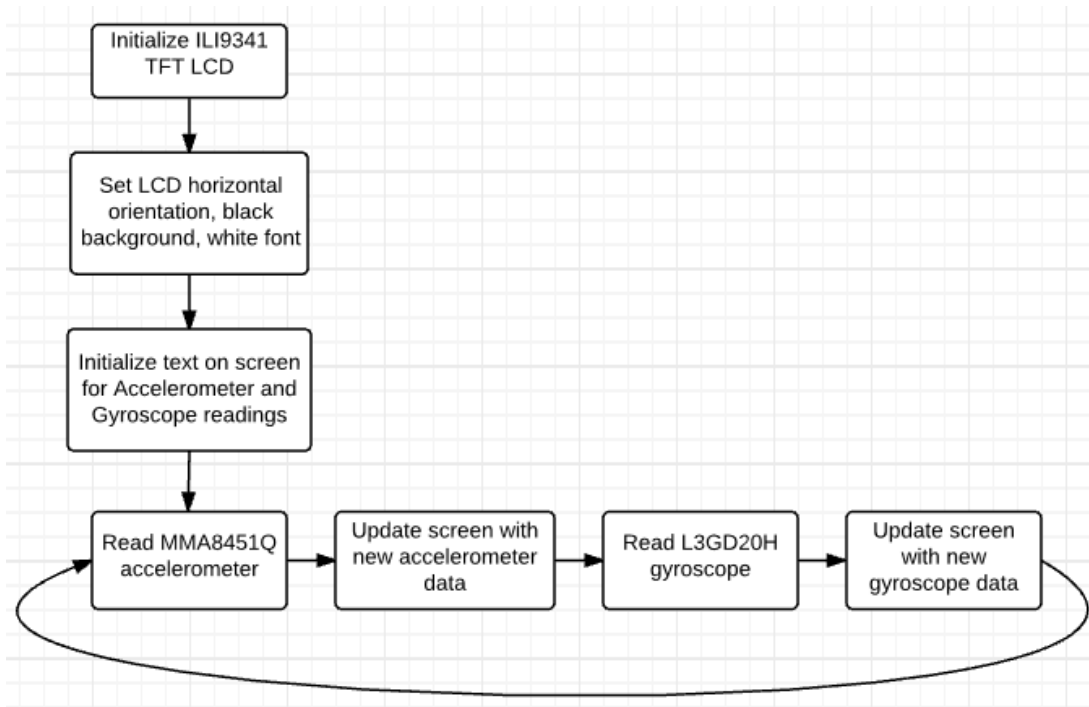 Initialize ILI9341
TFT LCD
Set LCD horizontal
orientation, black
background, white font
Initialize text on screen
for Accelerometer and
Gyroscope readings
Read MMA8451Q
accelerometer
Update screen with
new accelerometer
data
Read L3GD20H
gyroscope
Update screen
with new
gyroscope data